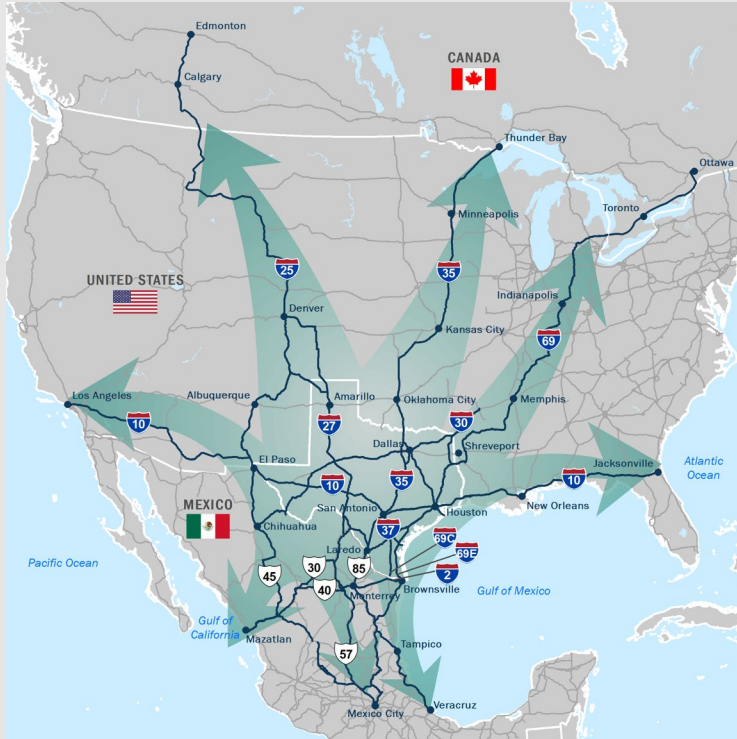 Edmonton
CANADA
Calgary
Thunder Bay
Ottawa
Toronto
Minneapolis
25
35
UNITED STATES
Indianapolis
Denver
Kansas City
69
Los Angeles
Albuquerque
Amarillo
Oklahoma City
Memphis
10
27
30
Dallas
Shreveport
El Paso
Jacksonville
Atlantic
Ocean
10
35
10
MEXICO
San Antonio
Houston
New Orleans
Chihuahua
37
69C
Laredo
69E
Pacific Ocean
45
30
85
2
40
Monterrey
Brownsville
Gulf of Mexico
Gulf of
California
Mazatlan
57
Tampico
Mexico City
Veracruz